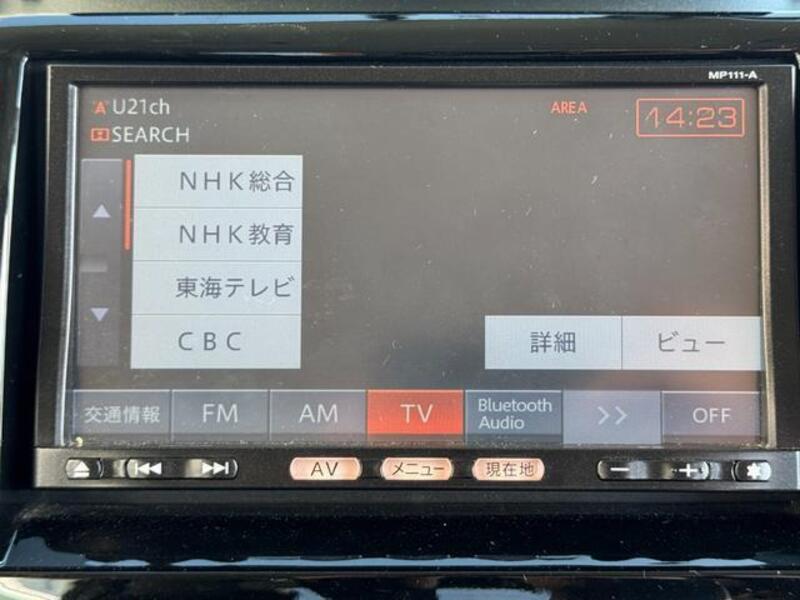 MP111-A
U21ch
AREA
14:23
SEARCH
NHK総合
NHK教育
東海テレビ
CBC
詳細
ビュー
交通情報
FM
AM
TV
Bluetooth
Audio
>>
OFF
AV
メニュー
現在地